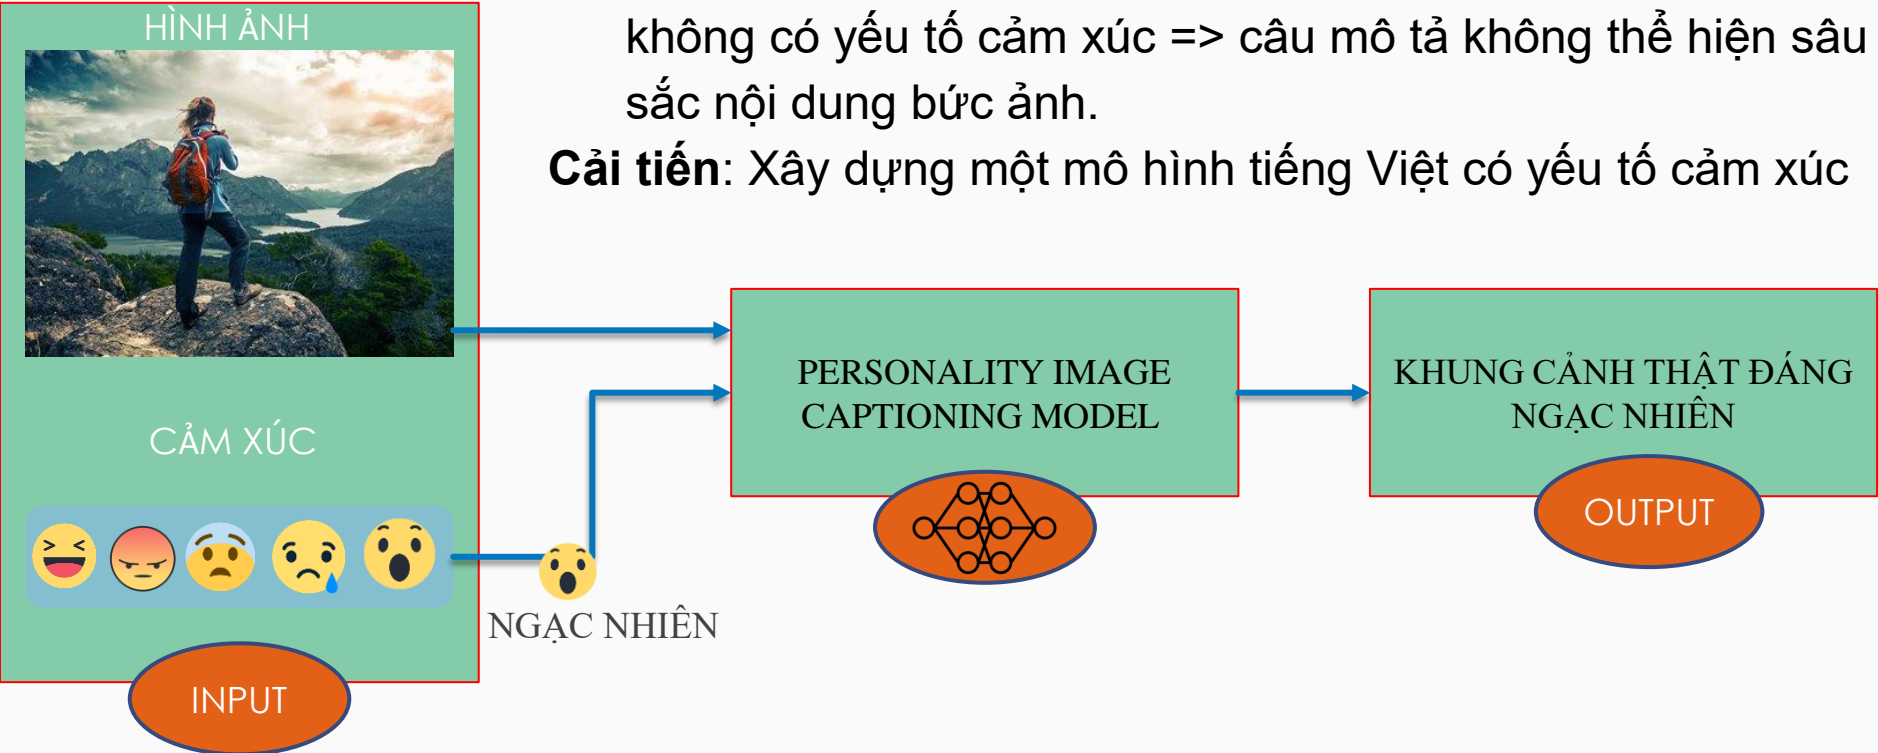 HÌNH ẢNH
không có yếu tố cảm xúc => câu mô tả không thể hiện sâu
sắc nội dung bức ảnh.
Cải tiến: Xây dựng một mô hình tiếng Việt có yếu tố cảm xúc
CẢM XÚC
NGẠC NHIÊN
INPUT
PERSONALITY IMAGE
CAPTIONING MODEL
KHUNG CẢNH THẬT ĐÁNG
NGẠC NHIÊN
OUTPUT